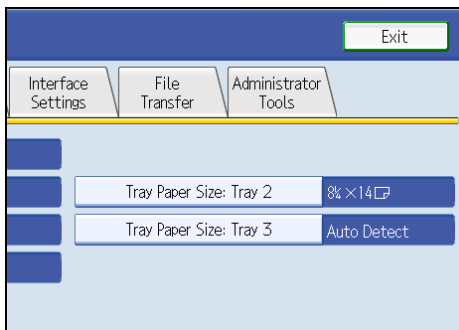 Exit
Interface
Settings
File
Transfer
Administrator
Tools
Tray Paper Size: Tray 2
8¼×14
Tray Paper Size: Tray 3
Auto Detect